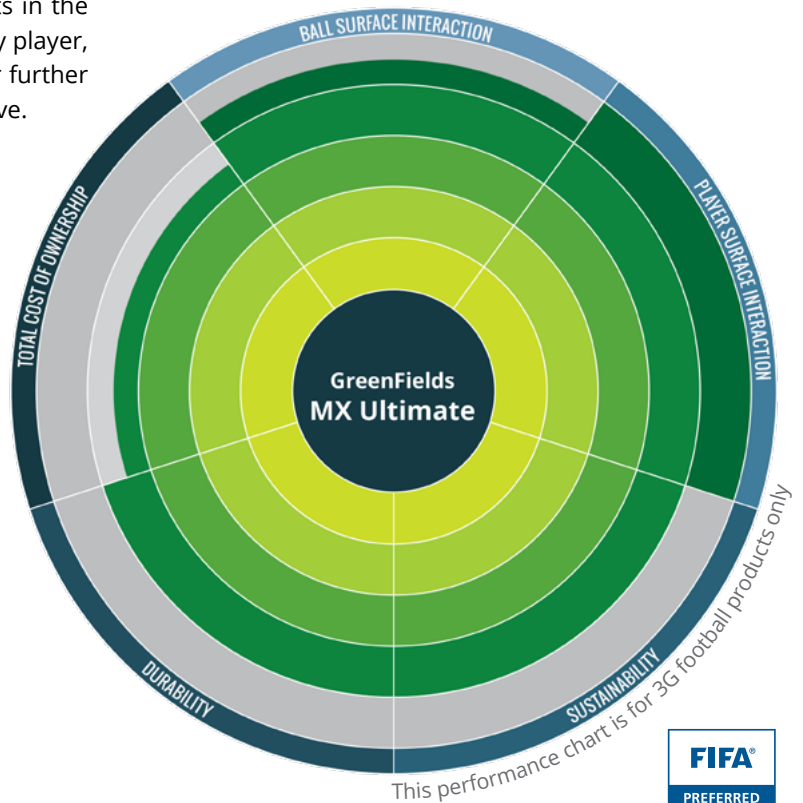 ts in the
y player,
further
ve.
BALL SURFACE INTERACTION
PLAYER SURFACE INTERACTION
TOTAL COST OF OWNERSHIP
GreenFields
MX Ultimate
DURABILITY
SUSTAINABILITY
This performance chart is for 3G football products only
FIFA®
PREFERRED